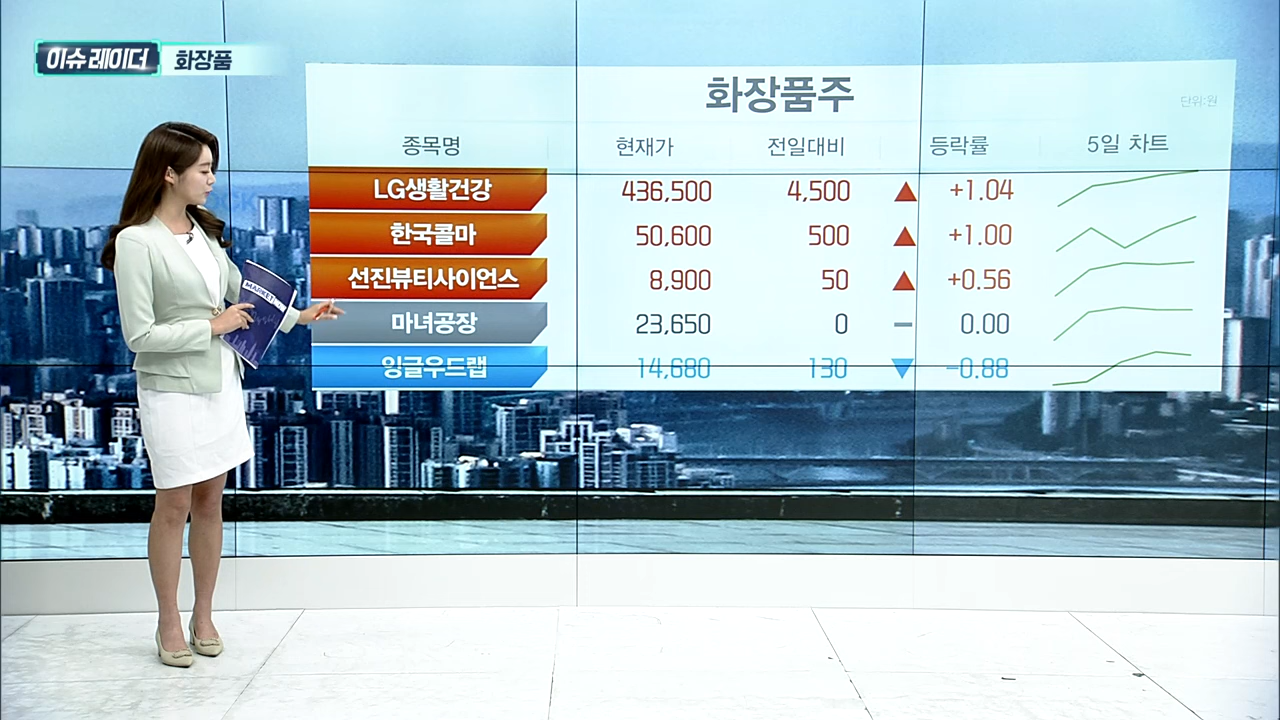 이슈 레이더 화장품
화장품주
단위:원
종목명 현재가 전일대비 등락률 5일 차트
LG생활건강 436,500 4,500 ▲ +1.04
한국콜마 50,600 500 ▲ +1.00
선진뷰티사이언스 8,900 50 ▲ +0.56
마녀공장 23,650 0 - 0.00
잉글우드랩 14,680 130 ▼ -0.88
MARKET